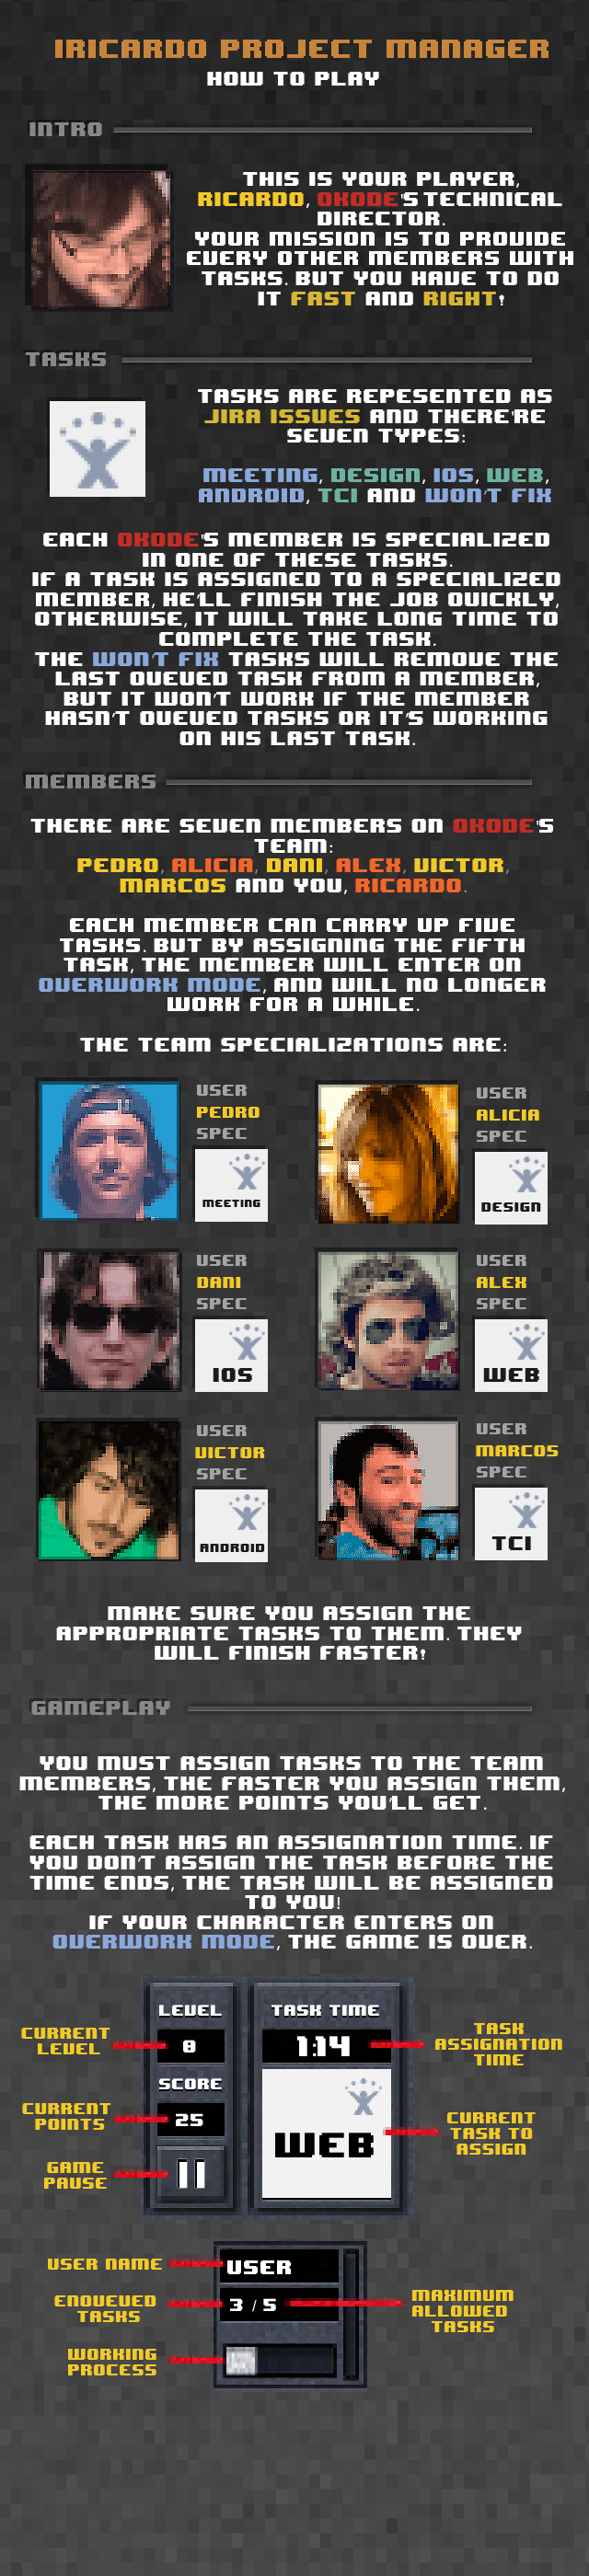 IRICARDO PROJECT MANAGER
HOW TO PLAY
INTRO
THIS IS YOUR PLAYER,
RICARDO, OKODE'S TECHNICAL
DIRECTOR.
YOUR MISSION IS TO PROVIDE
EVERY OTHER MEMBERS WITH
TASKS. BUT YOU HAVE TO DO
IT FAST AND RIGHT!
TASKS
TASKS ARE REPESENTED AS
JIRA ISSUES AND THERE'RE
SEVEN TYPES:
MEETING, DESIGN, IOS, WEB,
ANDROID, TCI AND WON'T FIX
EACH OKODE'S MEMBER IS SPECIALIZED
IN ONE OF THESE TASKS.
IF A TASK IS ASSIGNED TO A SPECIALIZED
MEMBER, HE'LL FINISH THE JOB QUICKLY,
OTHERWISE, IT WILL TAKE LONG TIME TO
COMPLETE THE TASK.
THE WON'T FIX TASKS WILL REMOVE THE
LAST QUEUED TASK FROM A MEMBER,
BUT IT WON'T WORK IF THE MEMBER
HASN'T QUEUED TASKS OR IT'S WORKING
ON HIS LAST TASK.
MEMBERS
THERE ARE SEVEN MEMBERS ON OKODE'S
TEAM:
PEDRO, ALICIA, DANI, ALEX, VICTOR,
MARCOS AND YOU, RICARDO.
EACH MEMBER CAN CARRY UP FIVE
TASKS. BUT BY ASSIGNING THE FIFTH
TASK, THE MEMBER WILL ENTER ON
OVERWORK MODE, AND WILL NO LONGER
WORK FOR A WHILE.
THE TEAM SPECIALIZATIONS ARE:
USER
PEDRO
SPEC
MEETING
USER
ALICIA
SPEC
DESIGN
USER
DANI
SPEC
IOS
USER
ALEX
SPEC
WEB
USER
VICTOR
SPEC
ANDROID
USER
MARCOS
SPEC
TCI
MAKE SURE YOU ASSIGN THE
APPROPRIATE TASKS TO THEM. THEY
WILL FINISH FASTER!
GAMEPLAY
YOU MUST ASSIGN TASKS TO THE TEAM
MEMBERS, THE FASTER YOU ASSIGN THEM,
THE MORE POINTS YOU'LL GET.
EACH TASK HAS AN ASSIGNATION TIME. IF
YOU DON'T ASSIGN THE TASK BEFORE THE
TIME ENDS, THE TASK WILL BE ASSIGNED
TO YOU!
IF YOUR CHARACTER ENTERS ON
OVERWORK MODE, THE GAME IS OVER.
CURRENT
LEVEL
CURRENT
POINTS
GAME
PAUSE
LEVEL
0
SCORE
25
TASK TIME
1:14
WEB
TASK
ASSIGNATION
TIME
CURRENT
TASK TO
ASSIGN
USER NAME
ENQUEUED
TASKS
WORKING
PROCESS
USER
3 / 5
MAXIMUM
ALLOWED
TASKS